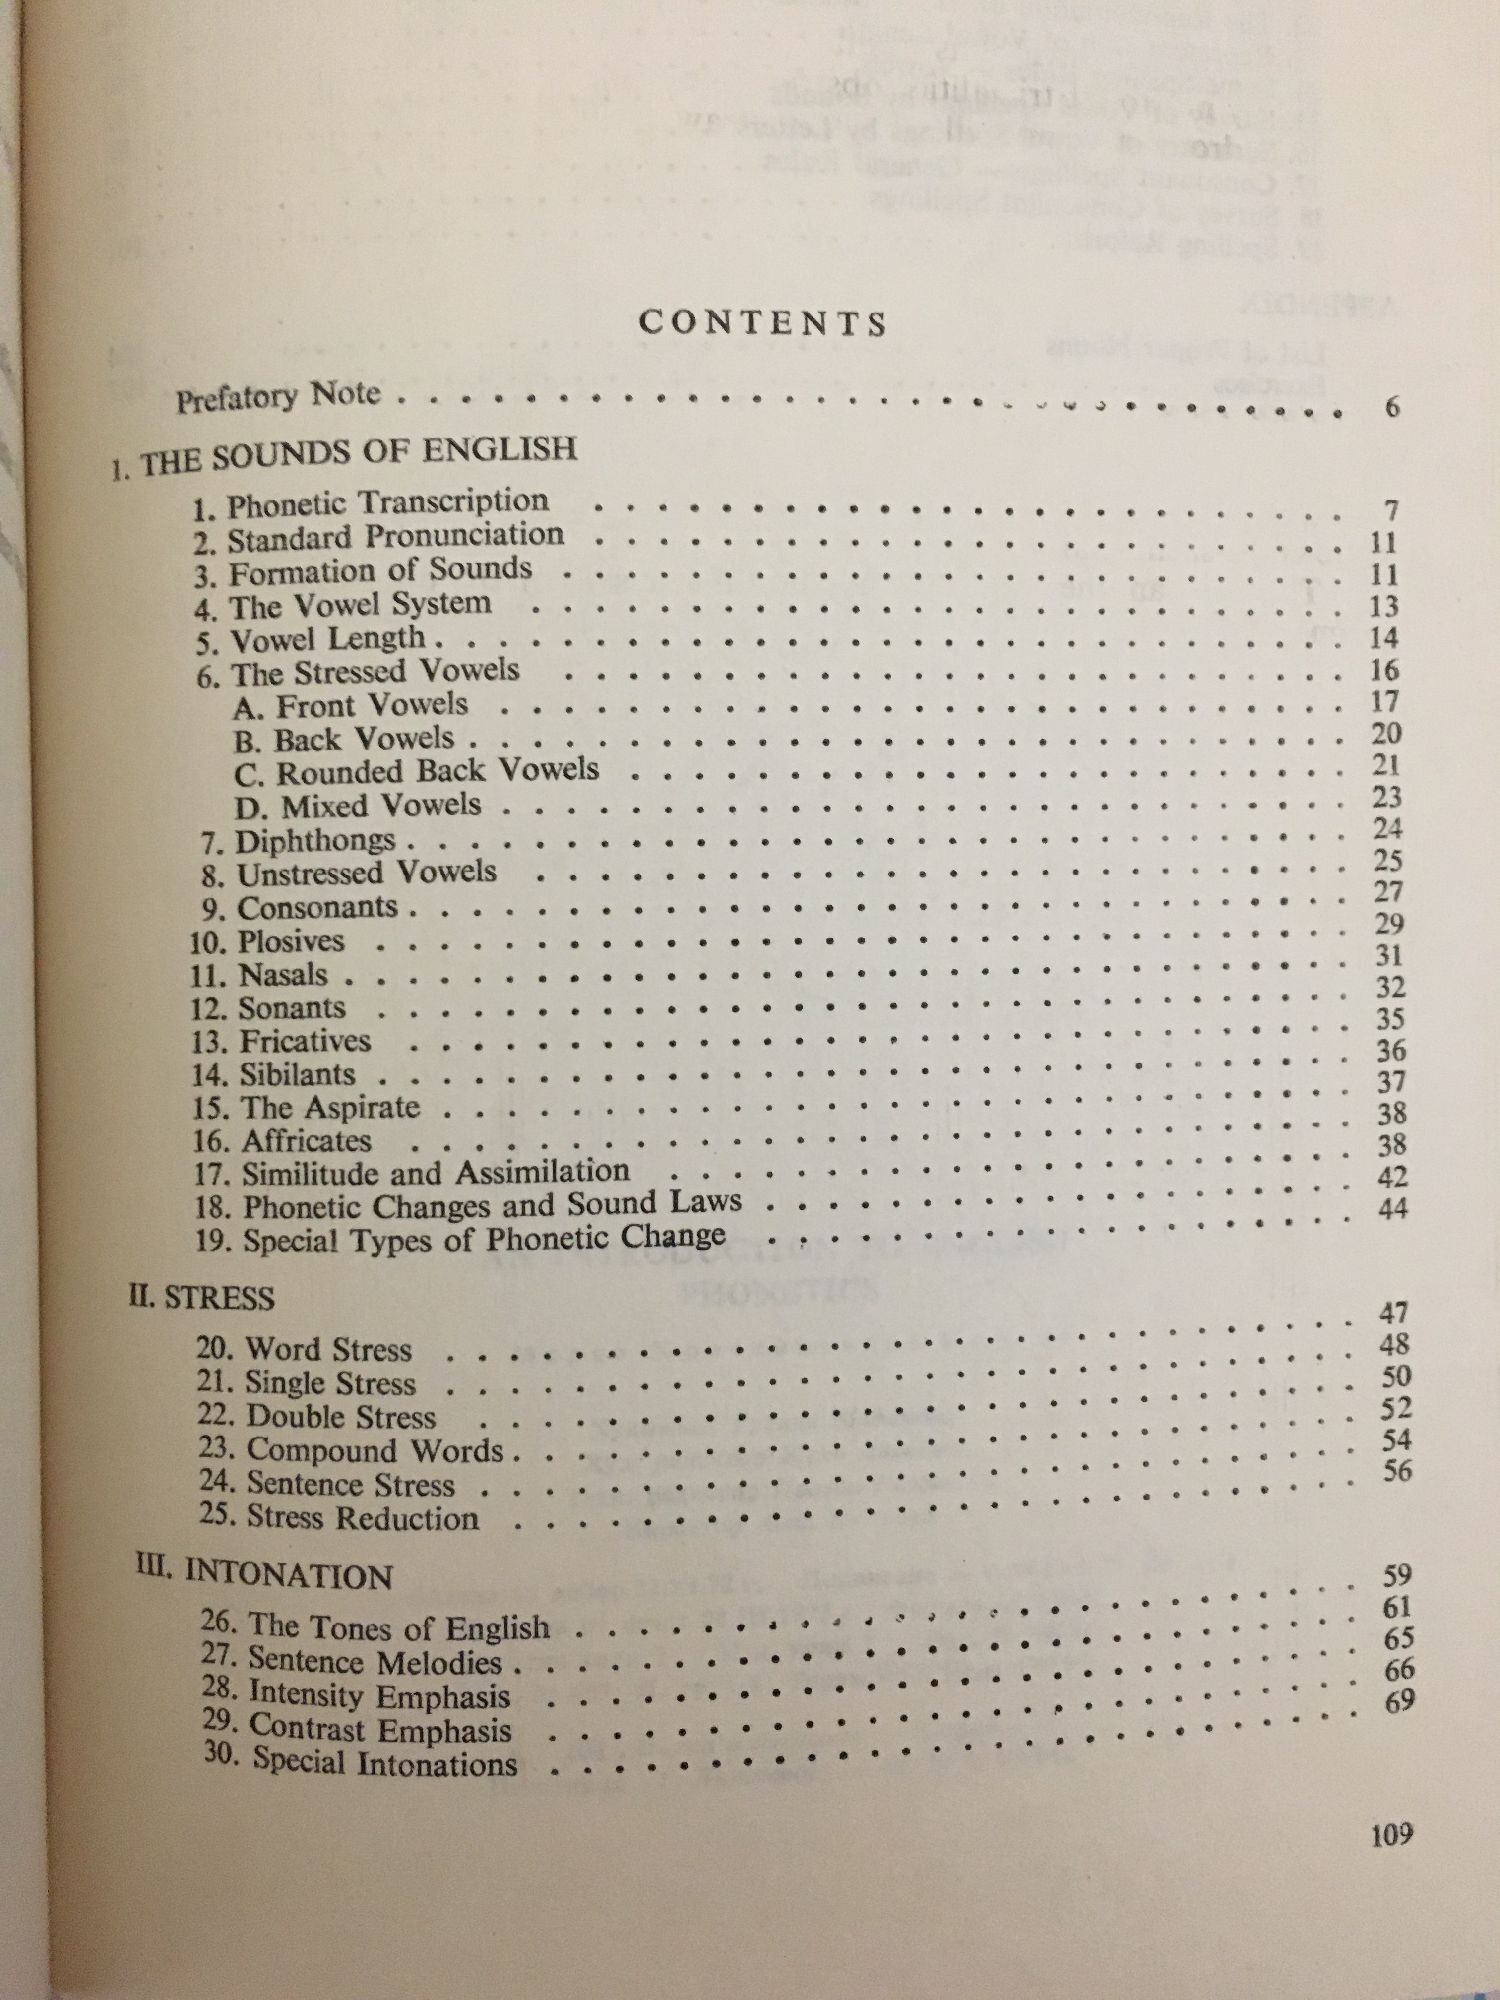 CONTENTS
Prefatory Note . . . . . . . . . . . . . . . . . . . . . . . . . . . . . 6
I. THE SOUNDS OF ENGLISH
1. Phonetic Transcription . . . . . . . . . . . . . . . . . . . . . . . . 7
2. Standard Pronunciation . . . . . . . . . . . . . . . . . . . . . . . . 11
3. Formation of Sounds . . . . . . . . . . . . . . . . . . . . . . . . . 11
4. The Vowel System . . . . . . . . . . . . . . . . . . . . . . . . . . 13
5. Vowel Length . . . . . . . . . . . . . . . . . . . . . . . . . . . . . 14
6. The Stressed Vowels . . . . . . . . . . . . . . . . . . . . . . . . . 16
A. Front Vowels . . . . . . . . . . . . . . . . . . . . . . . . . . . 17
B. Back Vowels . . . . . . . . . . . . . . . . . . . . . . . . . . . . 20
C. Rounded Back Vowels . . . . . . . . . . . . . . . . . . . . . . . 21
D. Mixed Vowels . . . . . . . . . . . . . . . . . . . . . . . . . . . 23
7. Diphthongs . . . . . . . . . . . . . . . . . . . . . . . . . . . . . . 24
8. Unstressed Vowels . . . . . . . . . . . . . . . . . . . . . . . . . . 25
9. Consonants . . . . . . . . . . . . . . . . . . . . . . . . . . . . . . 27
10. Plosives . . . . . . . . . . . . . . . . . . . . . . . . . . . . . . . 29
11. Nasals . . . . . . . . . . . . . . . . . . . . . . . . . . . . . . . . 31
12. Sonants . . . . . . . . . . . . . . . . . . . . . . . . . . . . . . . 32
13. Fricatives . . . . . . . . . . . . . . . . . . . . . . . . . . . . . . 35
14. Sibilants . . . . . . . . . . . . . . . . . . . . . . . . . . . . . . . 36
15. The Aspirate . . . . . . . . . . . . . . . . . . . . . . . . . . . . . 37
16. Affricates . . . . . . . . . . . . . . . . . . . . . . . . . . . . . . 38
17. Similitude and Assimilation . . . . . . . . . . . . . . . . . . . . . . 38
18. Phonetic Changes and Sound Laws . . . . . . . . . . . . . . . . . . . 42
19. Special Types of Phonetic Change . . . . . . . . . . . . . . . . . . . 44
II. STRESS
20. Word Stress . . . . . . . . . . . . . . . . . . . . . . . . . . . . . 47
21. Single Stress . . . . . . . . . . . . . . . . . . . . . . . . . . . . . 48
22. Double Stress . . . . . . . . . . . . . . . . . . . . . . . . . . . . 50
23. Compound Words . . . . . . . . . . . . . . . . . . . . . . . . . . . 52
24. Sentence Stress . . . . . . . . . . . . . . . . . . . . . . . . . . . . 54
25. Stress Reduction . . . . . . . . . . . . . . . . . . . . . . . . . . . 56
III. INTONATION
26. The Tones of English . . . . . . . . . . . . . . . . . . . . . . . . . 59
27. Sentence Melodies . . . . . . . . . . . . . . . . . . . . . . . . . . . 61
28. Intensity Emphasis . . . . . . . . . . . . . . . . . . . . . . . . . . 65
29. Contrast Emphasis . . . . . . . . . . . . . . . . . . . . . . . . . . 66
30. Special Intonations . . . . . . . . . . . . . . . . . . . . . . . . . . 69
109